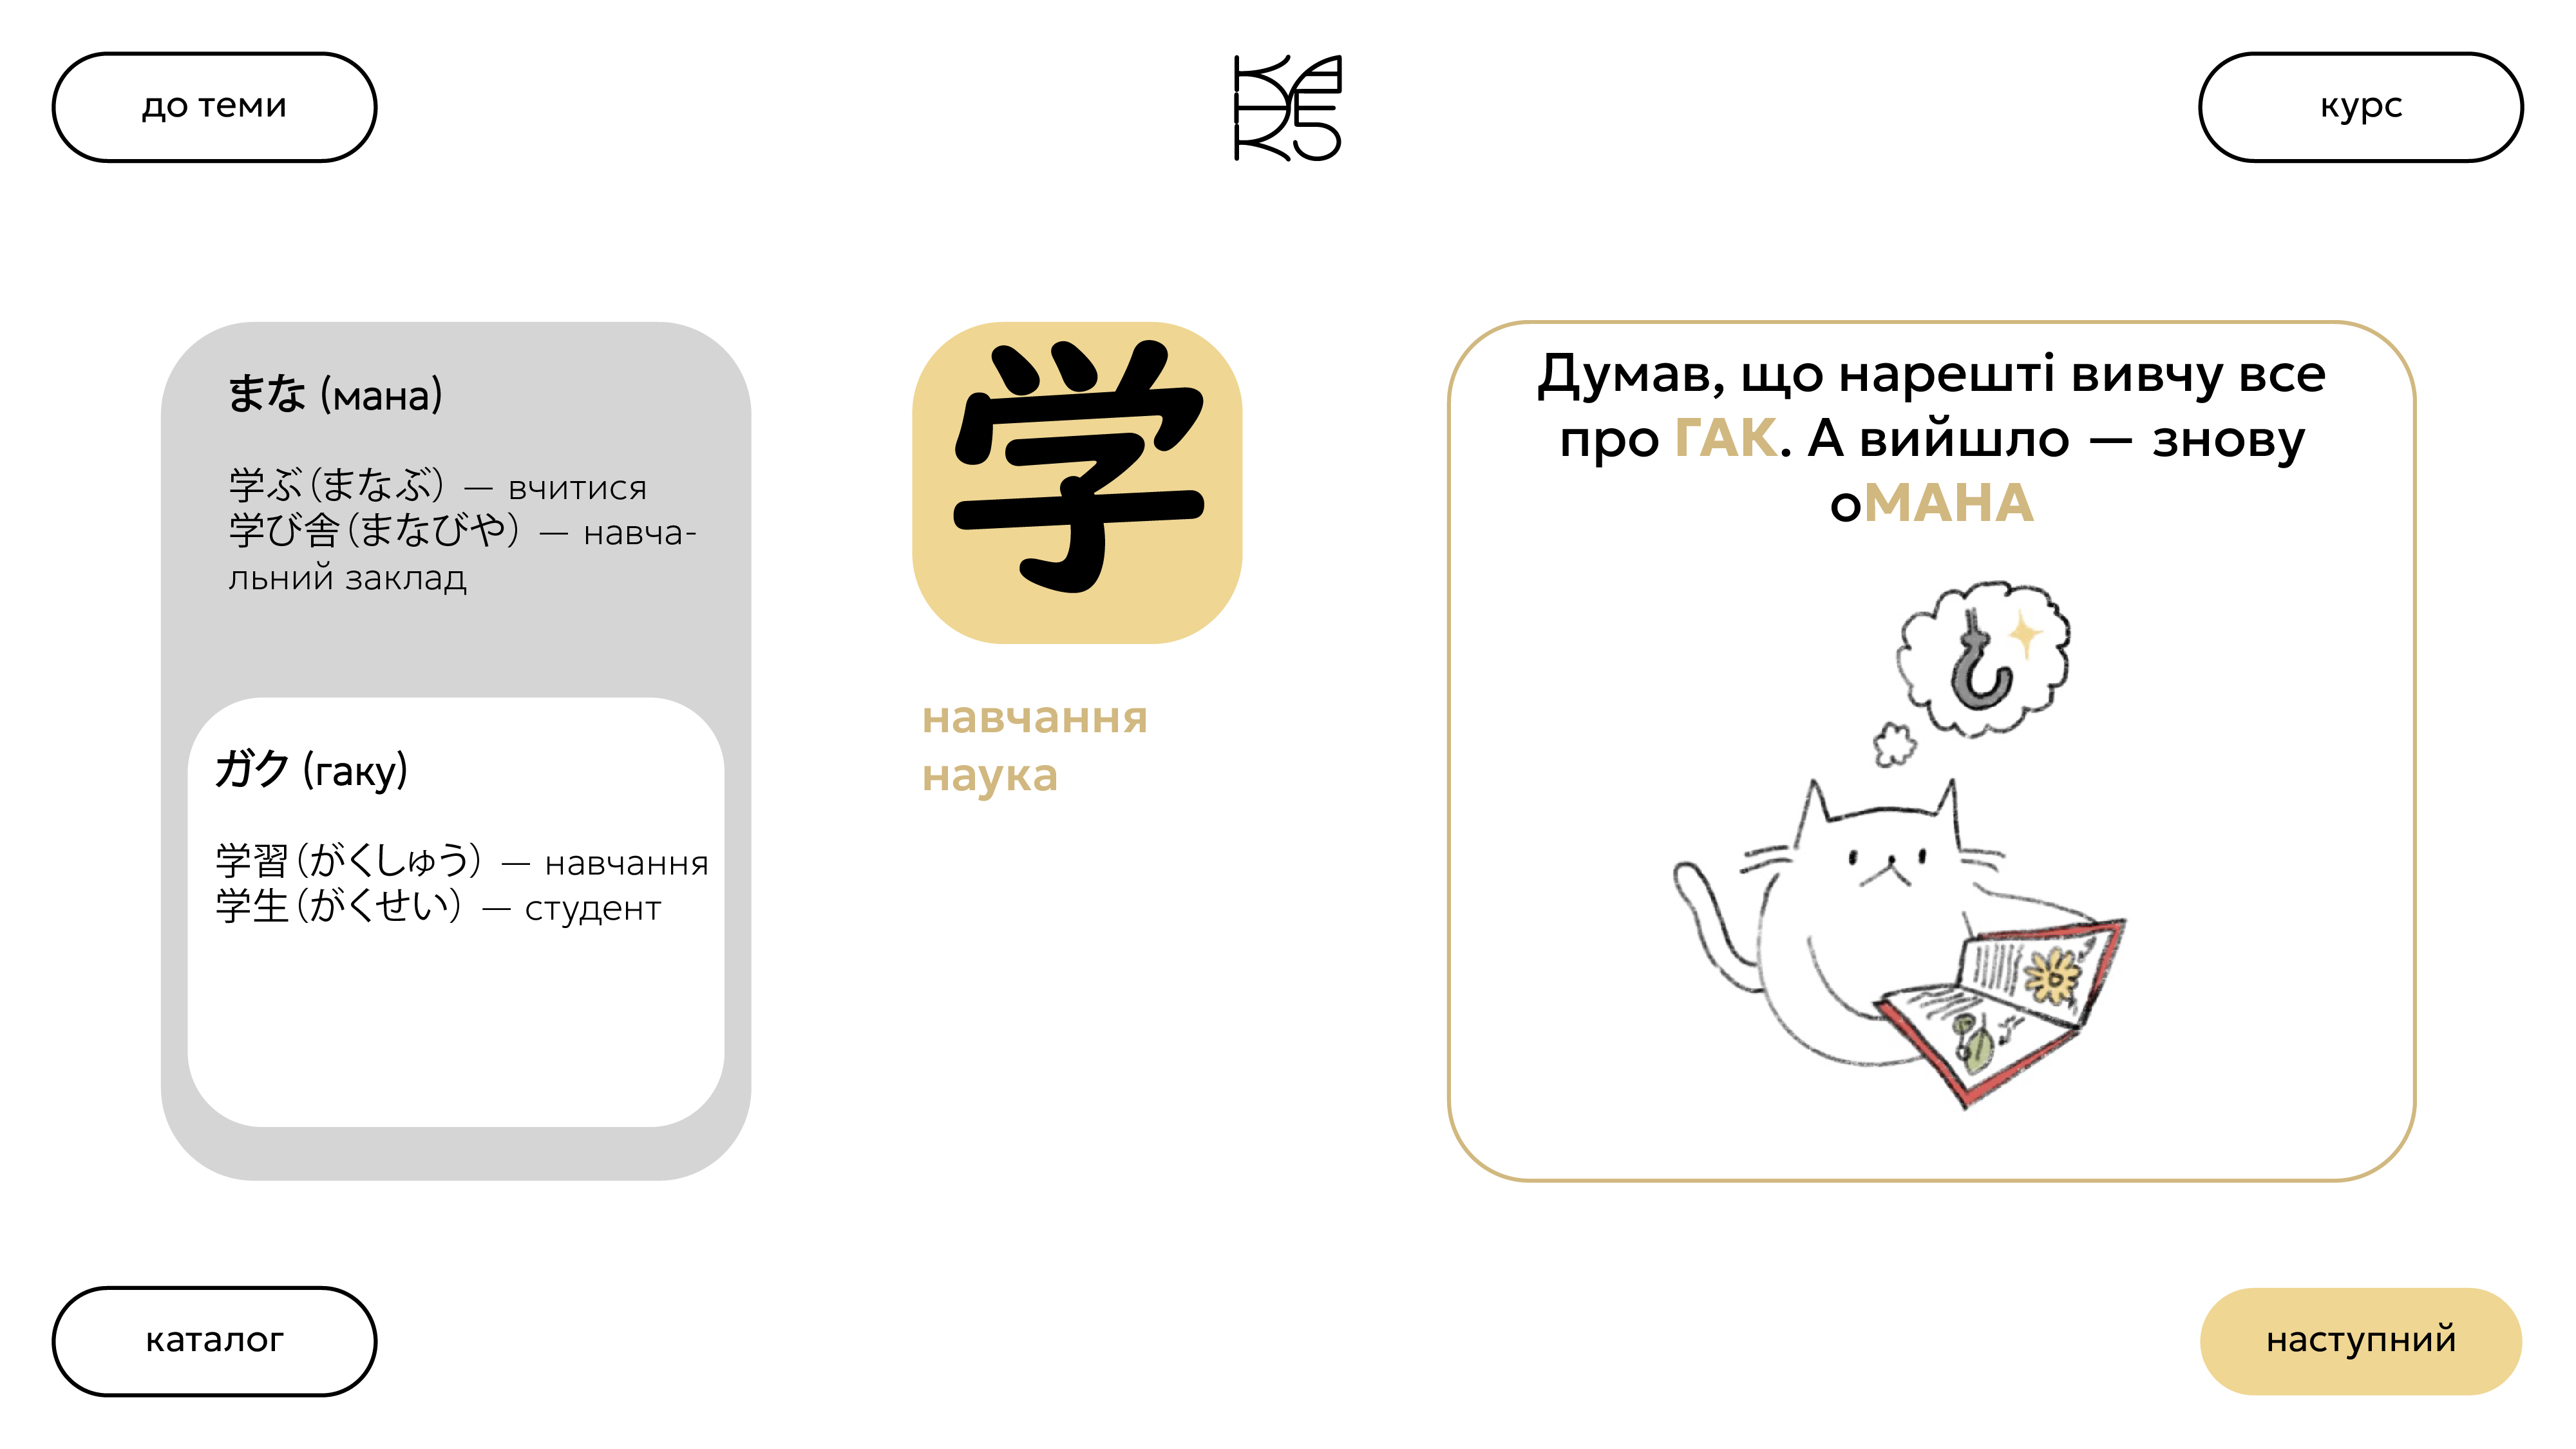 до теми
курс
まな (мана)
学ぶ（まなぶ） — вчитися
学び舎（まなびや） — навча-
льний заклад
ガク (гаку)
学習（がくしゅう） — навчання
学生（がくせい） — студент
学
навчання
наука
Думав, що нарешті вивчу все
про ГАК. А вийшло — знову
оМАНА
каталог
наступний